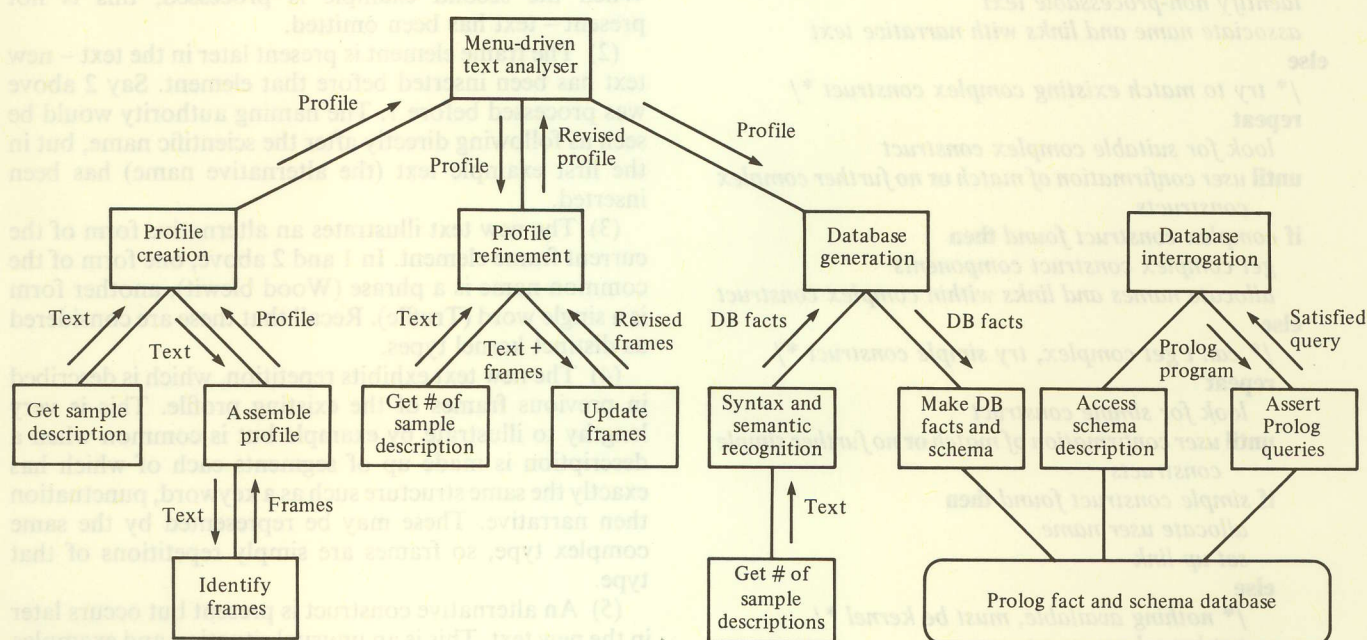 Menu-driven
text analyser
Profile
Profile
Revised
profile
Profile
Profile
creation
Profile
refinement
Database
generation
Database
interrogation
Text
Profile
Text
Text
Revised
frames
Text +
frames
DB facts
DB facts
Prolog
program
Satisfied
query
Get sample
description
Assemble
profile
Get # of
sample
description
Update
frames
Syntax and
semantic
recognition
Make DB
facts and
schema
Access
schema
description
Assert
Prolog
queries
Text
Frames
Text
Identify
frames
Get # of
sample
descriptions
Prolog fact and schema database